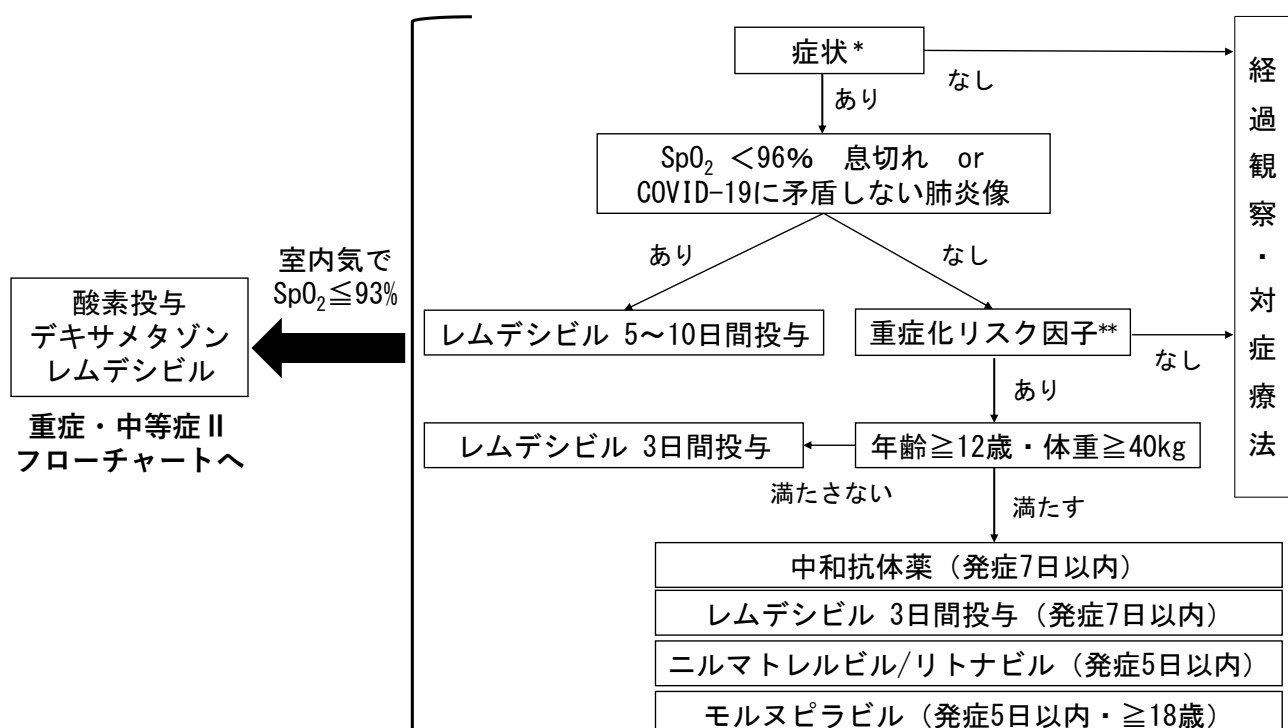 症状*
なし
あり
SpO₂ <96%　息切れ　or
COVID-19に矛盾しない肺炎像
あり
なし
レムデシビル 5～10日間投与
重症化リスク因子**
なし
あり
レムデシビル 3日間投与
年齢≧12歳・体重≧40kg
満たさない
満たす
中和抗体薬（発症7日以内）
レムデシビル 3日間投与（発症7日以内）
ニルマトレルビル/リトナビル（発症5日以内）
モルヌピラビル（発症5日以内・≧18歳）
経過観察・対症療法
室内気で
SpO₂≦93%
酸素投与
デキサメタゾン
レムデシビル
重症・中等症Ⅱ
フローチャートへ